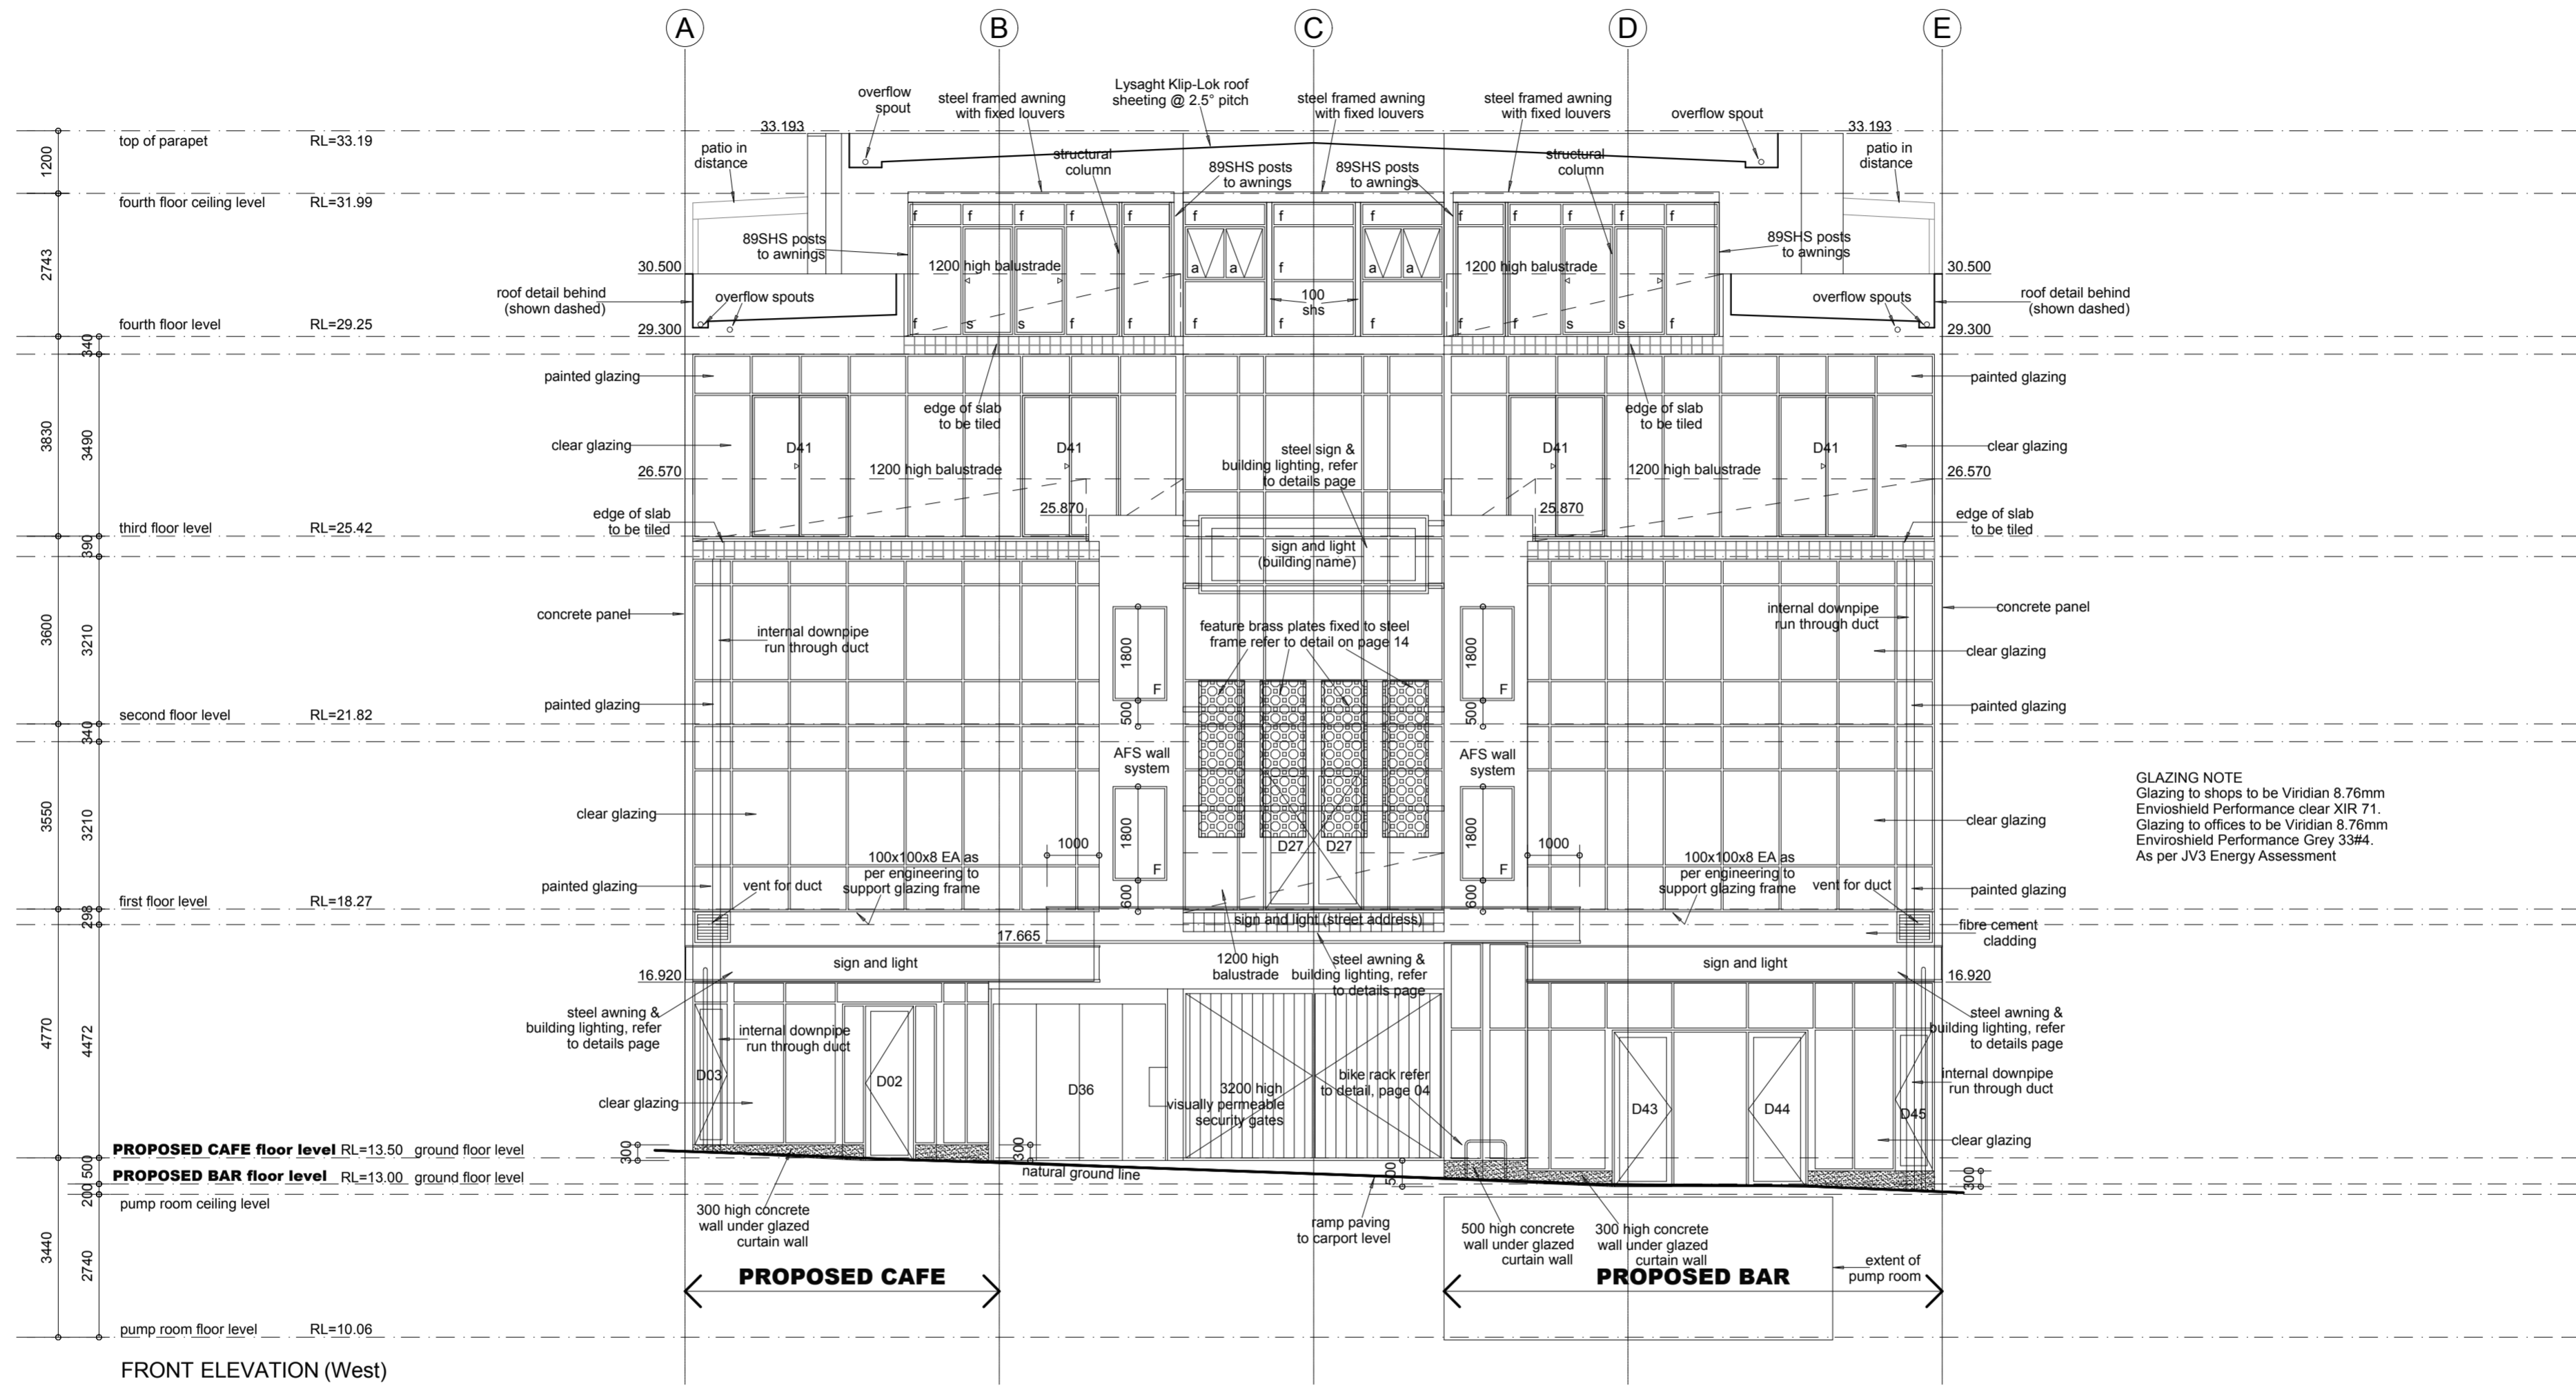 A
B
C
D
E
Lysaght Klip-Lok roof
sheeting @ 2.5° pitch
overflow
spout
steel framed awning
with fixed louvers
steel framed awning
with fixed louvers
steel framed awning
with fixed louvers
overflow spout
33.193
33.193
top of parapet RL=33.19
1200
patio in
distance
structural
column
89SHS posts
to awnings
89SHS posts
to awnings
structural
column
patio in
distance
fourth floor ceiling level RL=31.99
f f f f f f f f f f f f f
2743
89SHS posts
to awnings
89SHS posts
to awnings
30.500
1200 high balustrade
a a f a a
1200 high balustrade
30.500
roof detail behind
(shown dashed)
overflow spouts
100
shs
overflow spouts
roof detail behind
(shown dashed)
fourth floor level RL=29.25
29.300
f s s f f f f f f f s s f
29.300
340
painted glazing
painted glazing
edge of slab
to be tiled
edge of slab
to be tiled
3830
3490
clear glazing
D41
D41
D41
D41
clear glazing
steel sign &
building lighting, refer
to details page
26.570
1200 high balustrade
1200 high balustrade
26.570
25.870
25.870
edge of slab
to be tiled
edge of slab
to be tiled
third floor level RL=25.42
390
sign and light
(building name)
concrete panel
concrete panel
3600
3210
internal downpipe
run through duct
1800
feature brass plates fixed to steel
frame refer to detail on page 14
1800
internal downpipe
run through duct
clear glazing
F
F
painted glazing
500
500
painted glazing
second floor level RL=21.82
340
AFS wall
system
AFS wall
system
GLAZING NOTE
Glazing to shops to be Viridian 8.76mm
Envioshield Performance clear XIR 71.
Glazing to offices to be Viridian 8.76mm
Enviroshield Performance Grey 33#4.
As per JV3 Energy Assessment
3550
3210
clear glazing
1800
1800
clear glazing
1000
D27
D27
1000
100x100x8 EA as
per engineering to
support glazing frame
F
F
100x100x8 EA as
per engineering to
support glazing frame
painted glazing
vent for duct
vent for duct
painted glazing
first floor level RL=18.27
600
600
298
sign and light (street address)
fibre cement
cladding
17.665
sign and light
1200 high
balustrade
steel awning &
building lighting, refer
to details page
sign and light
16.920
16.920
steel awning &
building lighting, refer
to details page
steel awning &
building lighting, refer
to details page
4770
4472
internal downpipe
run through duct
D03
D02
D36
3200 high
visually permeable
security gates
bike rack refer
to detail, page 04
D43
D44
D45
internal downpipe
run through duct
clear glazing
clear glazing
PROPOSED CAFE floor level RL=13.50 ground floor level
300
300
500
natural ground line
500
PROPOSED BAR floor level RL=13.00 ground floor level
300
200
pump room ceiling level
300 high concrete
wall under glazed
curtain wall
ramp paving
to carport level
500 high concrete
wall under glazed
curtain wall
300 high concrete
wall under glazed
curtain wall
3440
2740
extent of
pump room
PROPOSED CAFE
PROPOSED BAR
pump room floor level RL=10.06
FRONT ELEVATION (West)